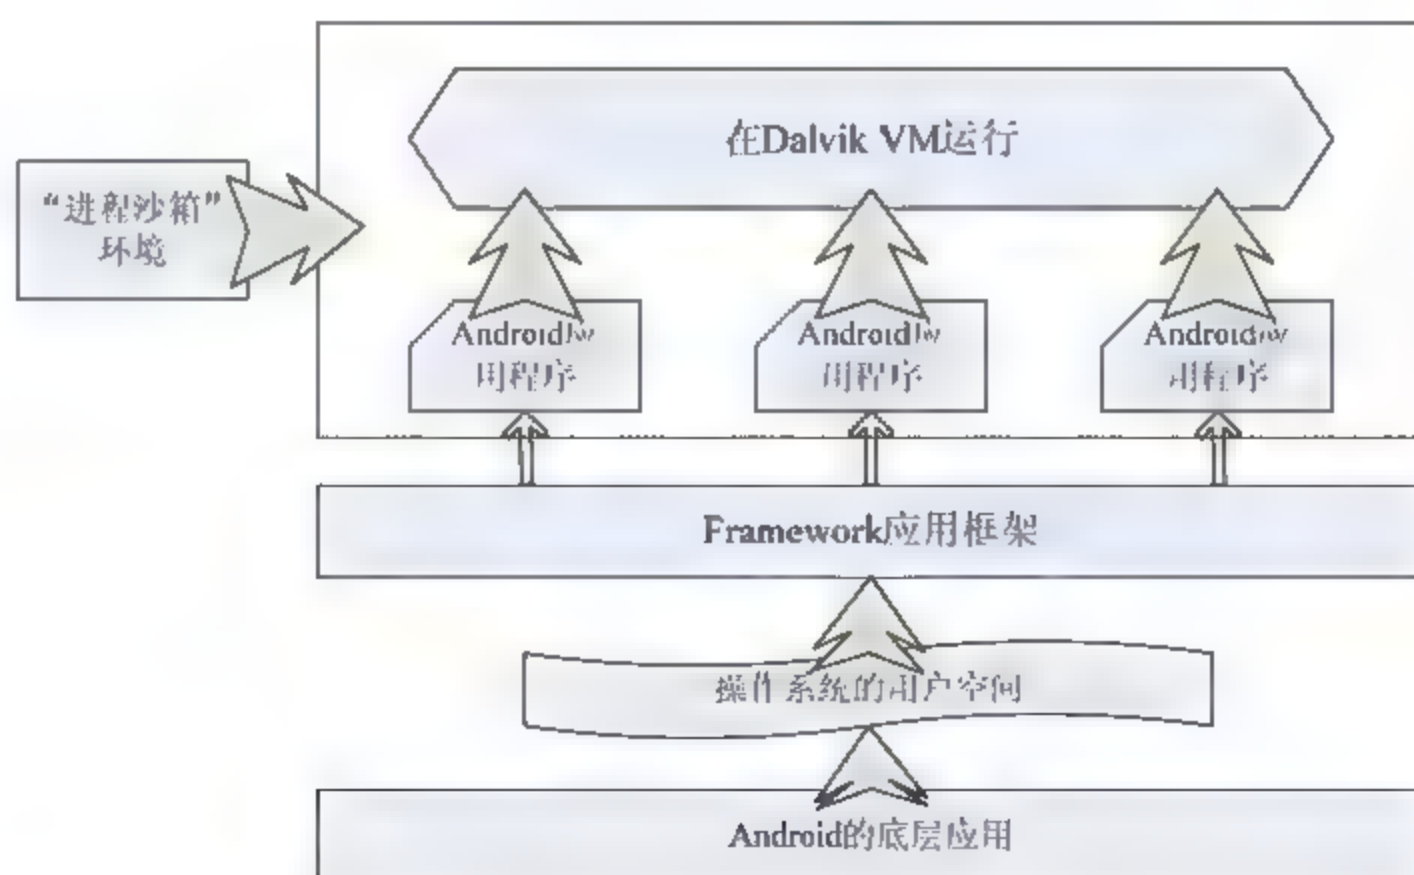 在Dalvik VM运行
“进程沙箱”
环境
Android应
用程序
Android应
用程序
Android应
用程序
Framework应用框架
操作系统的用户空间
Android的底层应用